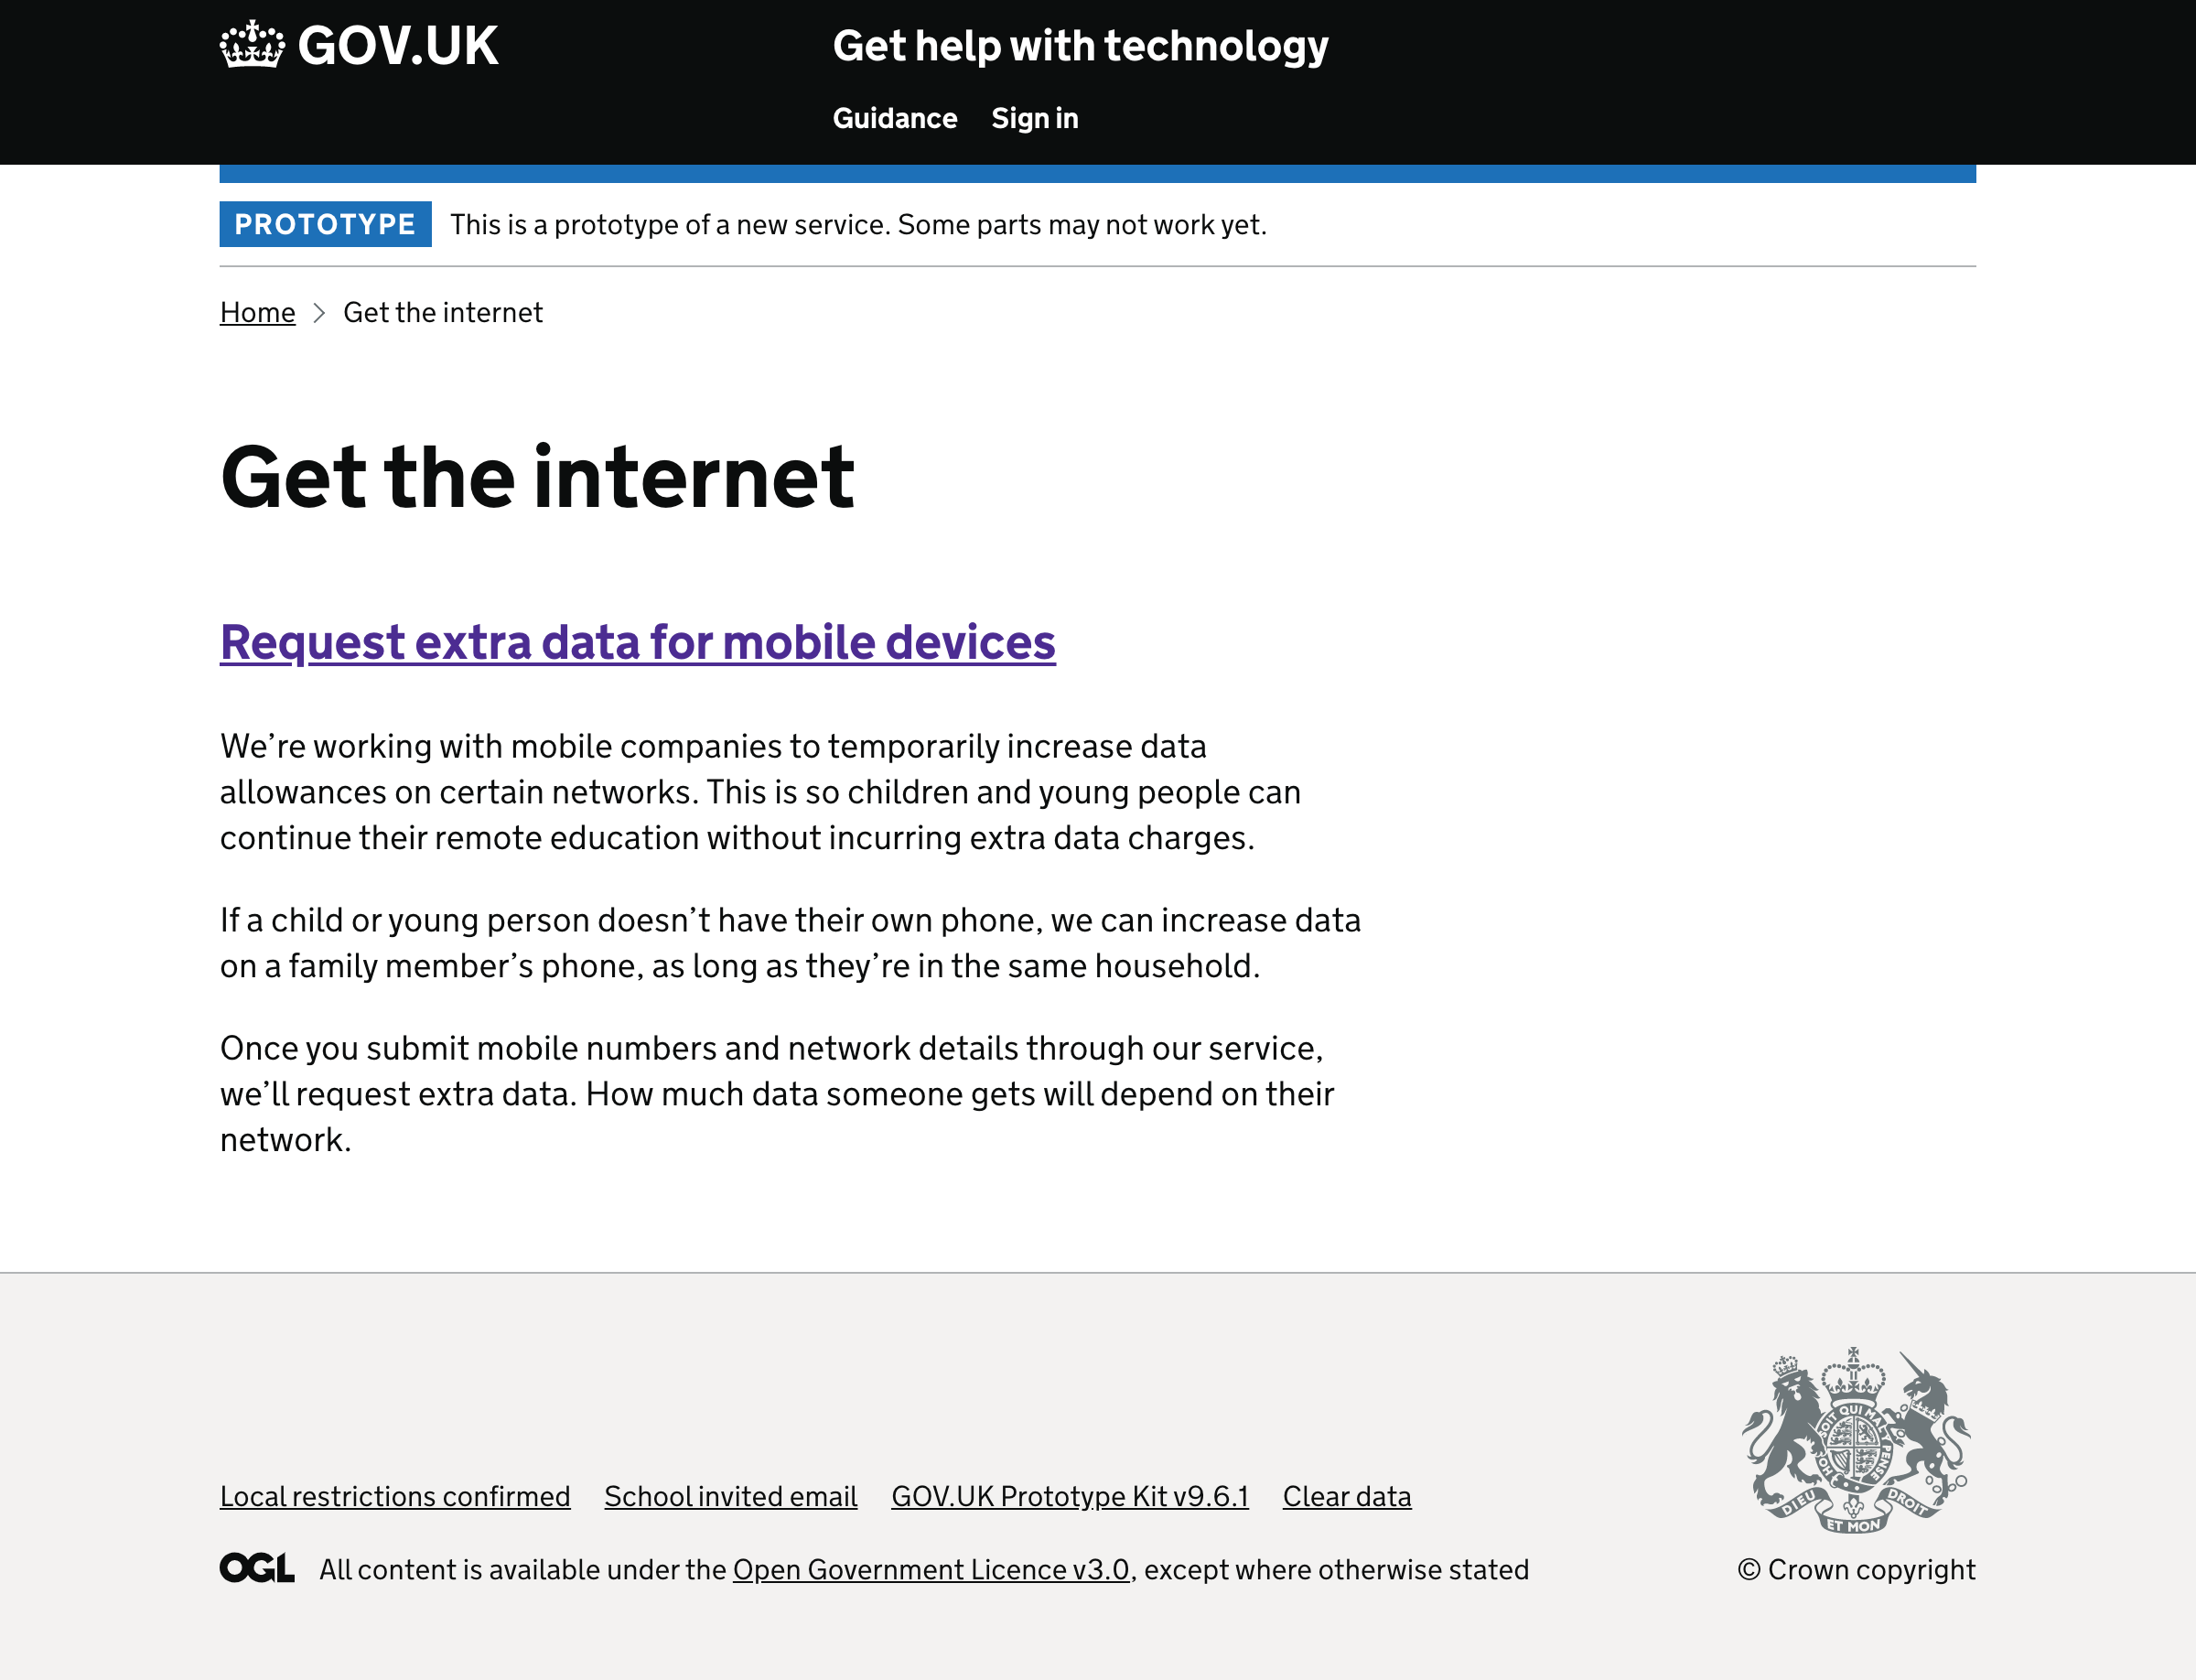 GOV.UK
Get help with technology
Guidance Sign in
PROTOTYPE This is a prototype of a new service. Some parts may not work yet.
Home Get the internet
Get the internet
Request extra data for mobile devices
We’re working with mobile companies to temporarily increase data
allowances on certain networks. This is so children and young people can
continue their remote education without incurring extra data charges.
If a child or young person doesn’t have their own phone, we can increase data
on a family member’s phone, as long as they’re in the same household.
Once you submit mobile numbers and network details through our service,
we’ll request extra data. How much data someone gets will depend on their
network.
Local restrictions confirmed School invited email GOV.UK Prototype Kit v9.6.1 Clear data
OGL All content is available under the Open Government Licence v3.0, except where otherwise stated
QUI
PENSE
DIEU ET MON DROIT
© Crown copyright